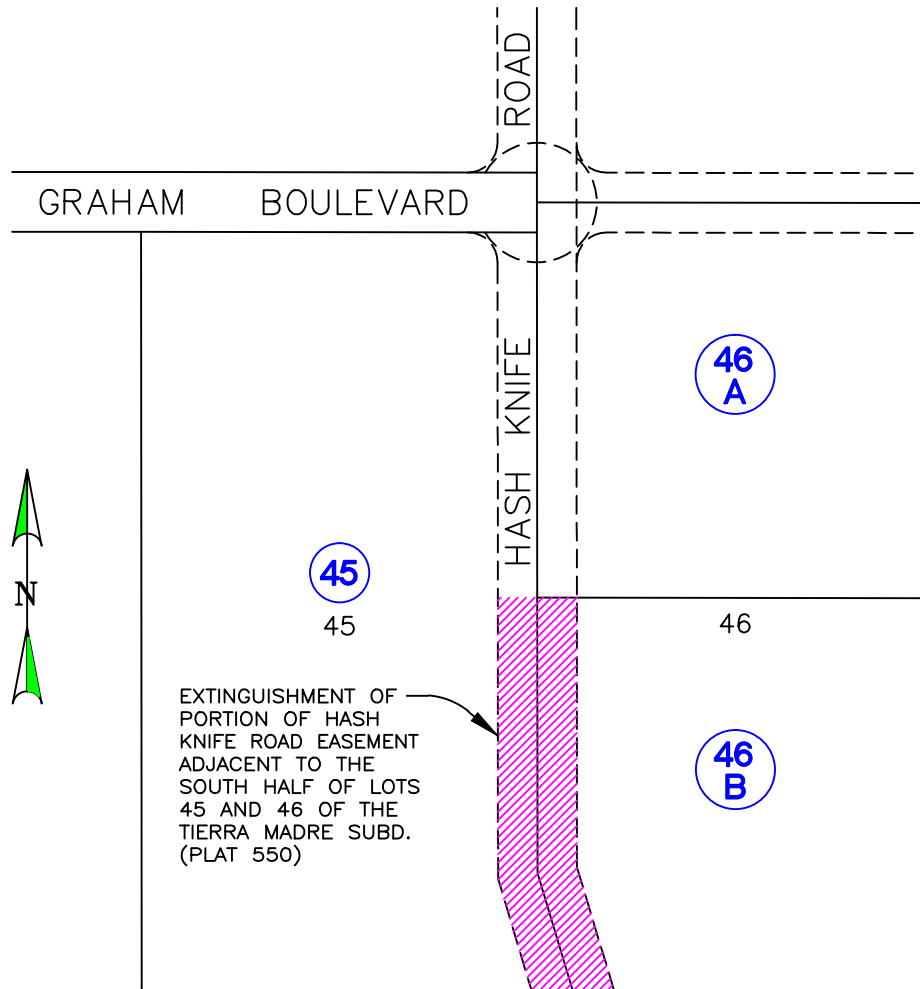 ROAD
GRAHAM BOULEVARD
HASH KNIFE
46
A
N
45
45
46
EXTINGUISHMENT OF
PORTION OF HASH
KNIFE ROAD EASEMENT
ADJACENT TO THE
SOUTH HALF OF LOTS
45 AND 46 OF THE
TIERRA MADRE SUBD.
(PLAT 550)
46
B